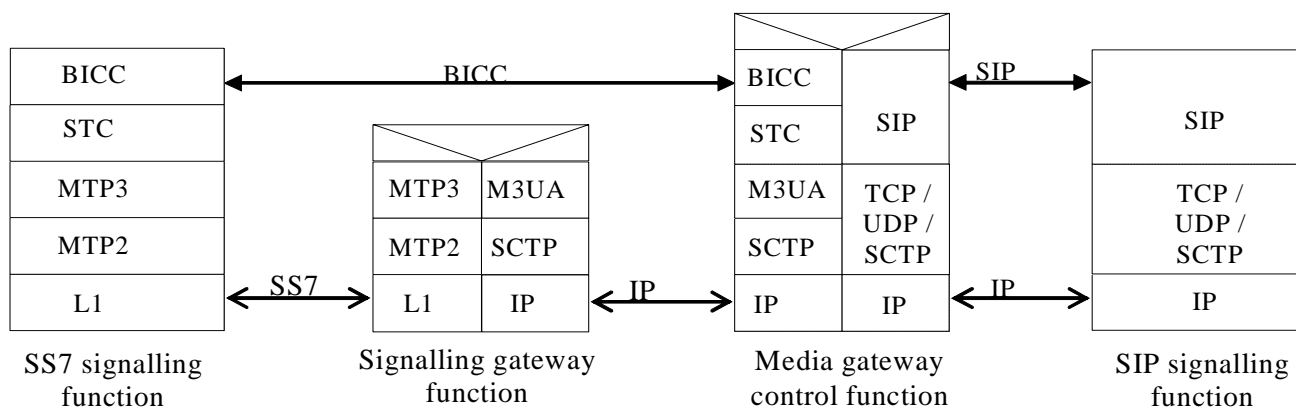 BICC
STC
MTP3
MTP2
L1
SS7 signalling
function
BICC
SS7
MTP3
M3UA
MTP2
SCTP
L1
IP
Signalling gateway
function
IP
BICC
STC
M3UA
SCTP
IP
SIP
TCP /
UDP /
SCTP
IP
Media gateway
control function
SIP
IP
SIP
TCP /
UDP /
SCTP
IP
SIP signalling
function